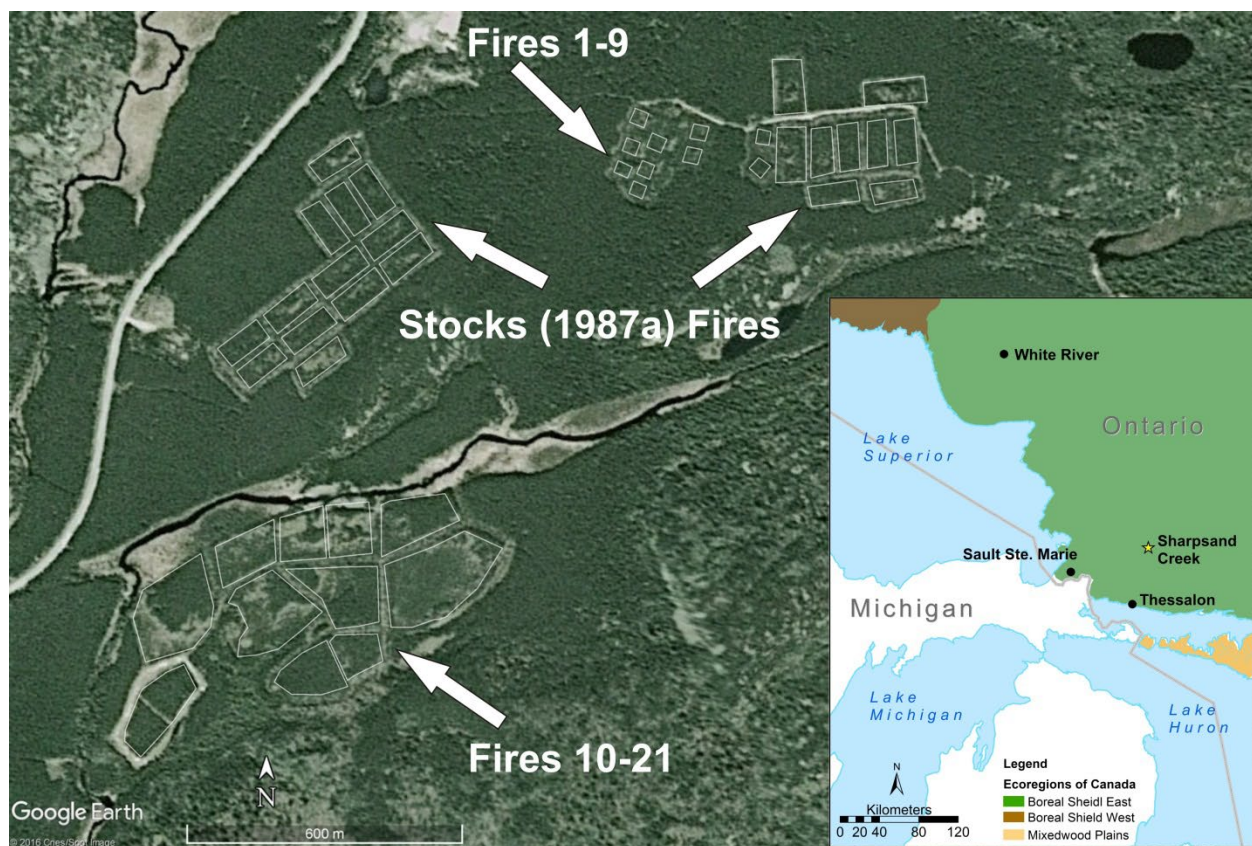 Fires 1-9
Stocks (1987a) Fires
Fires 10-21
N
Google Earth
600 m
© 2016 Cnes/Spot Image
White River
Ontario
Lake
Superior
Sharpsand
Creek
Sault Ste. Marie
Thessalon
Michigan
Lake
Michigan
Lake
Huron
N
Kilometers
0 10 20 40 60 80 120
Legend
Ecoregions of Canada
Boreal Sheidl East
Boreal Shield West
Mixedwood Plains